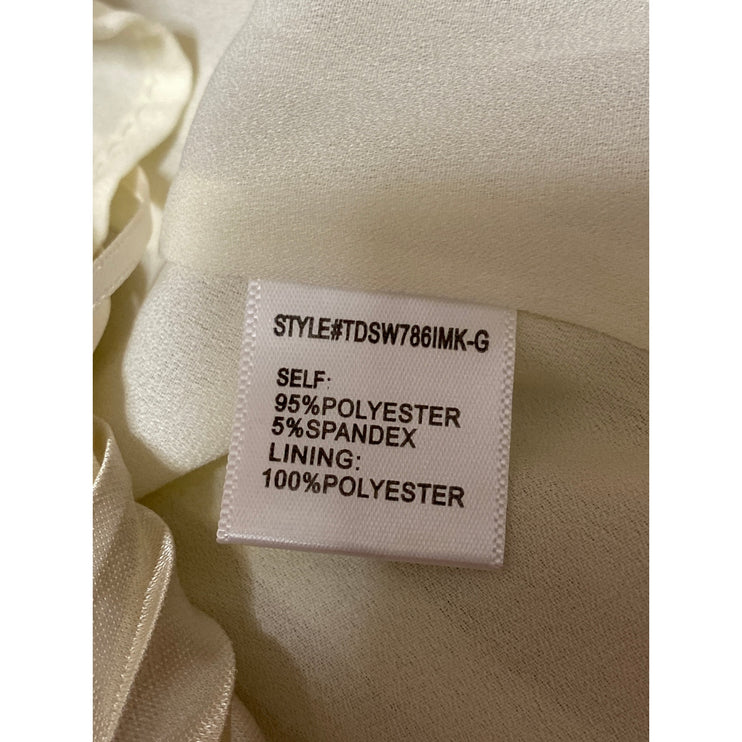 STYLE#TDSW786IMK-G
SELF:
95%POLYESTER
5%SPANDEX
LINING:
100%POLYESTER